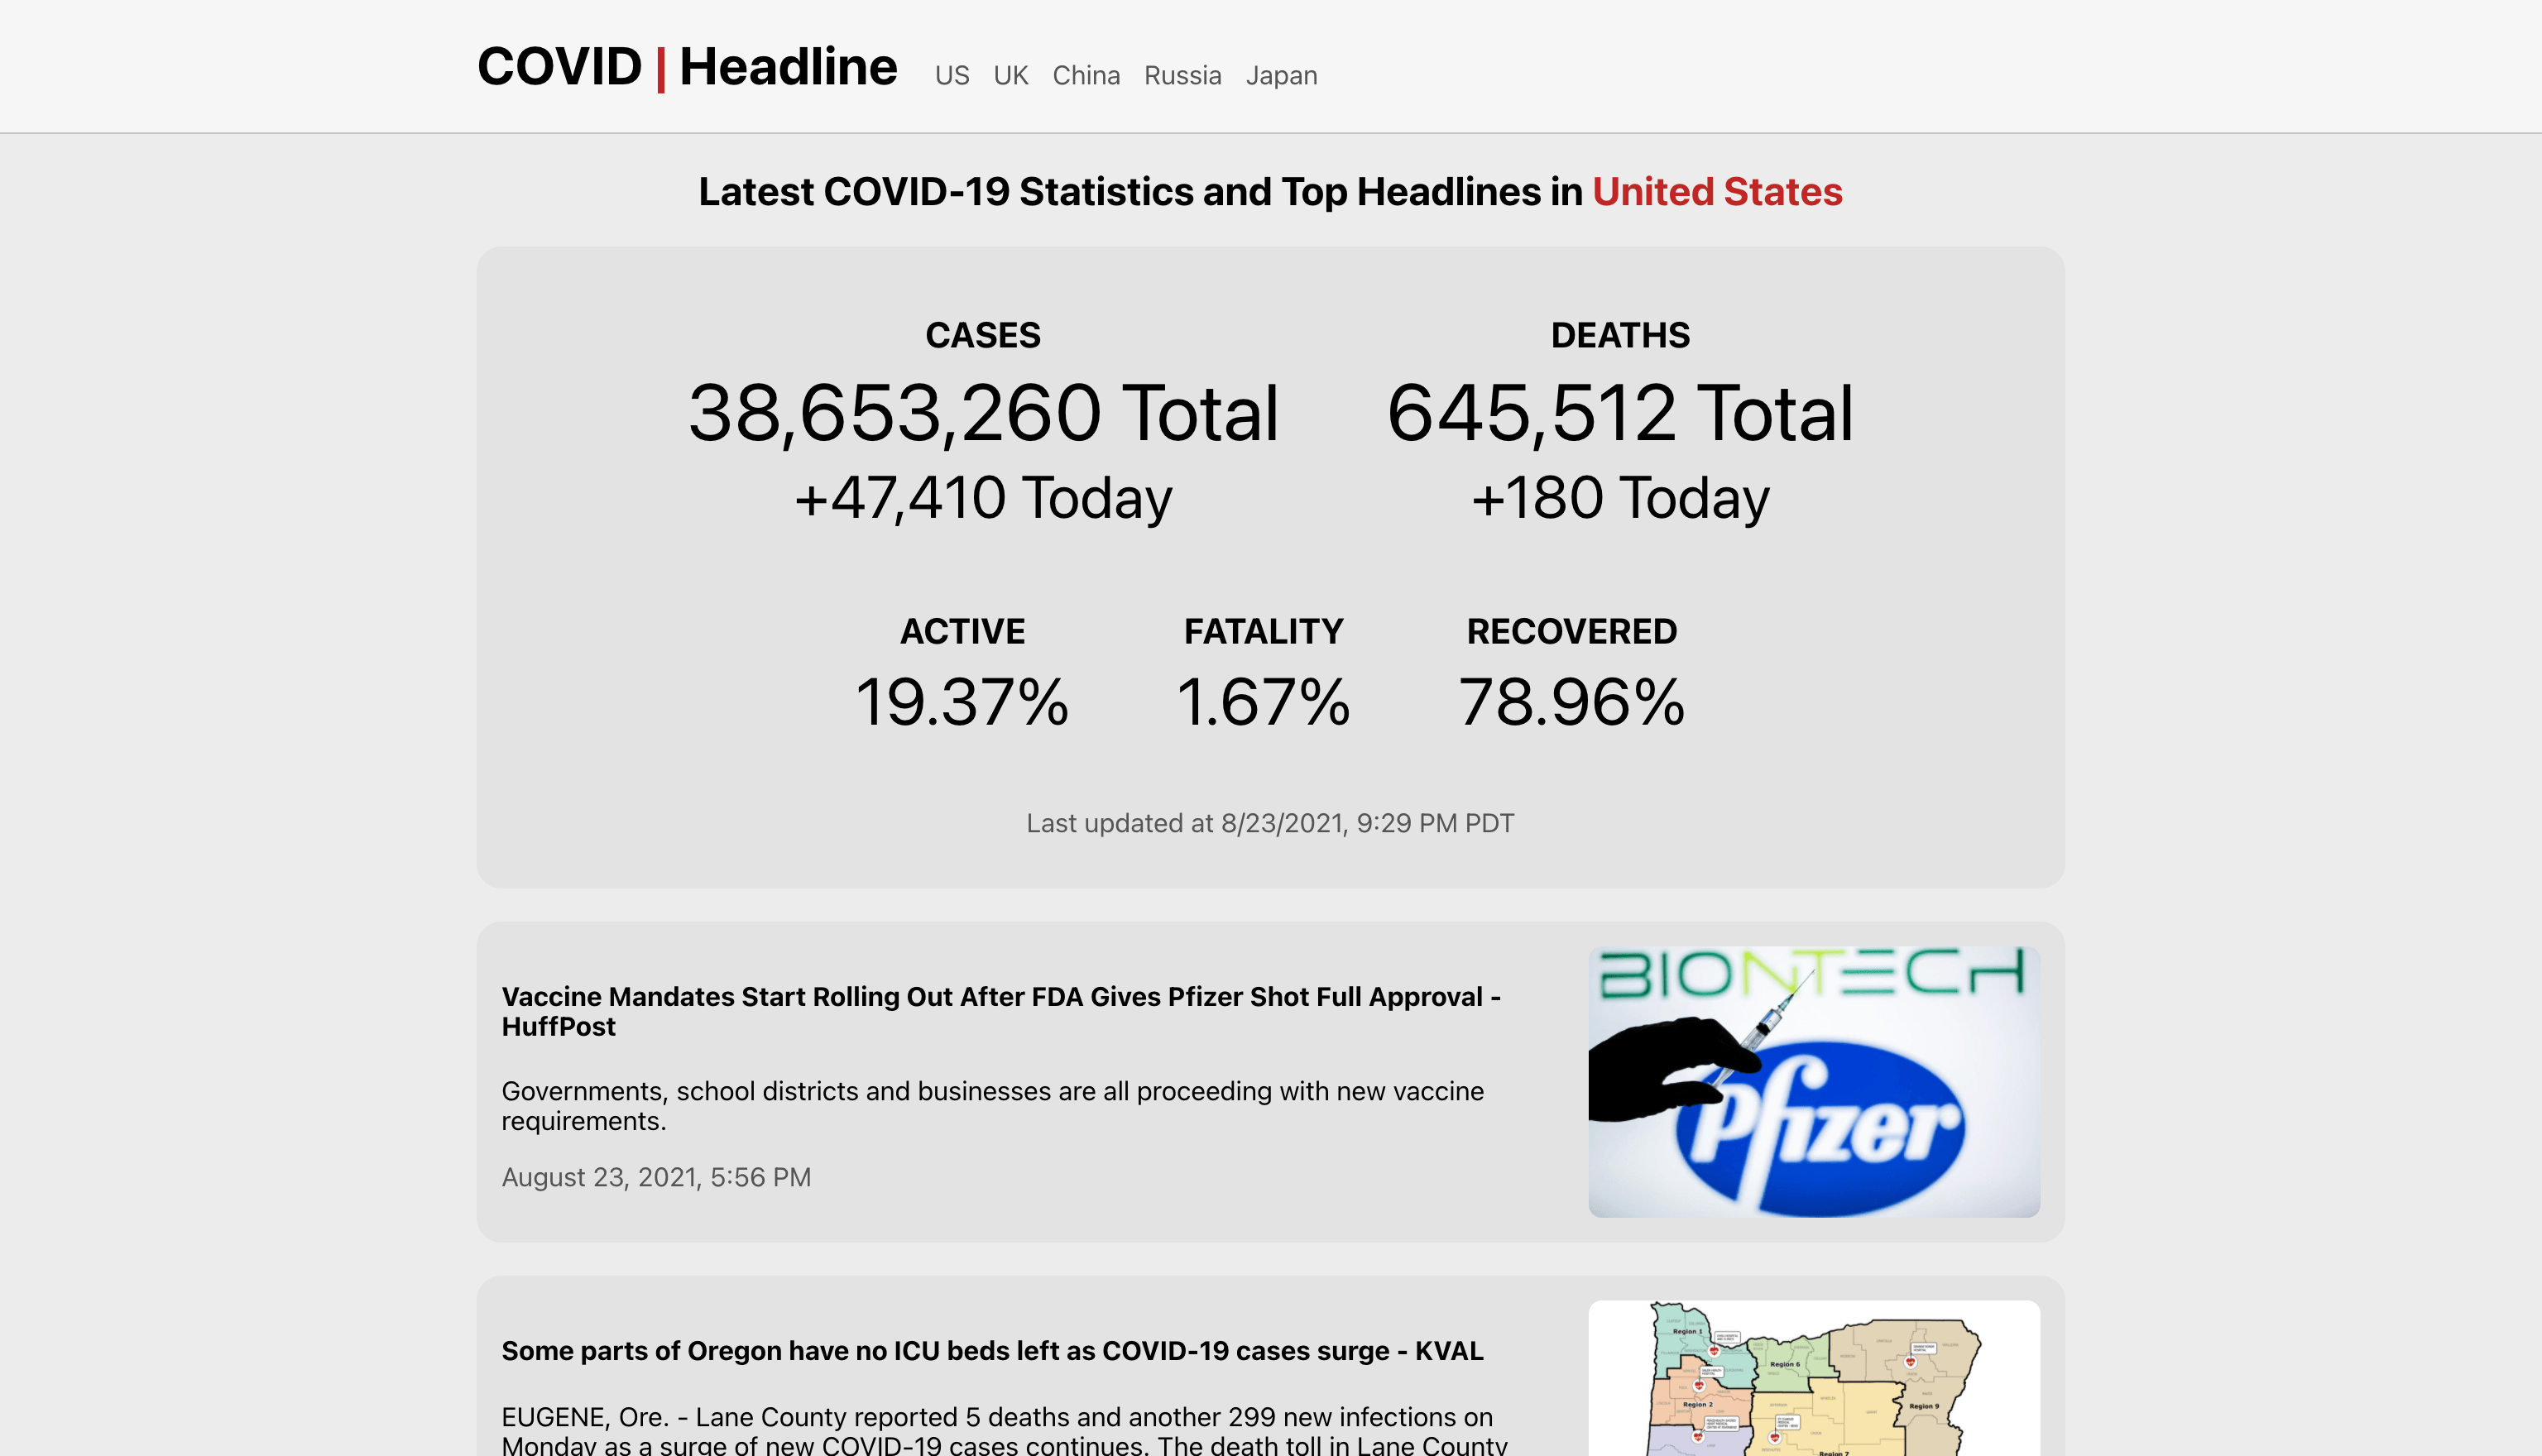 COVID | Headline US UK China Russia Japan
Latest COVID-19 Statistics and Top Headlines in United States
CASES
38,653,260 Total
+47,410 Today
DEATHS
645,512 Total
+180 Today
ACTIVE
19.37%
FATALITY
1.67%
RECOVERED
78.96%
Last updated at 8/23/2021, 9:29 PM PDT
Vaccine Mandates Start Rolling Out After FDA Gives Pfizer Shot Full Approval -
HuffPost
Governments, school districts and businesses are all proceeding with new vaccine
requirements.
August 23, 2021, 5:56 PM
BIONTECH
Pfizer
Some parts of Oregon have no ICU beds left as COVID-19 cases surge - KVAL
EUGENE, Ore. - Lane County reported 5 deaths and another 299 new infections on
Monday as a surge of new COVID-19 cases continues. The death toll in Lane County
Region 1
Region 6
Region 2
Region 9
Region 7